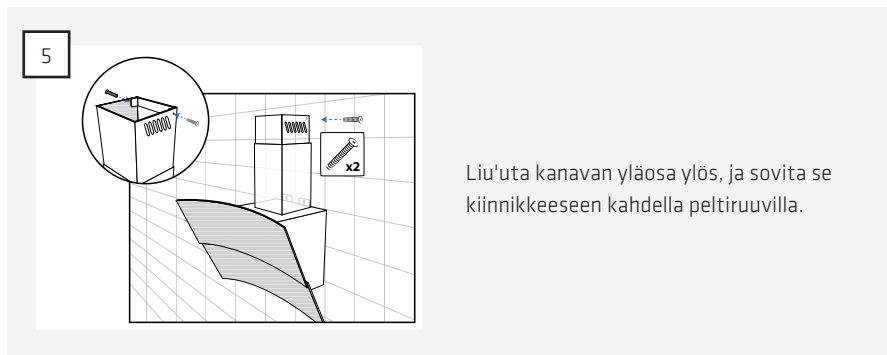 5
x2
Liu'uta kanavan yläosa ylös, ja sovita se
kiinnikkeeseen kahdella peltiruuvilla.